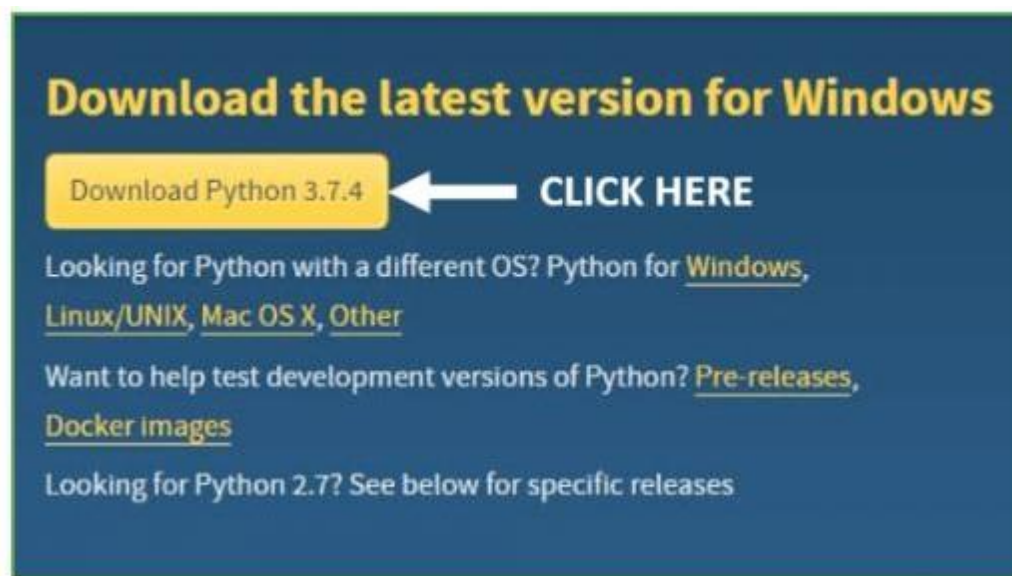 Download the latest version for Windows
Download Python 3.7.4 CLICK HERE
Looking for Python with a different OS? Python for Windows,
Linux/UNIX, Mac OS X, Other
Want to help test development versions of Python? Pre-releases,
Docker images
Looking for Python 2.7? See below for specific releases